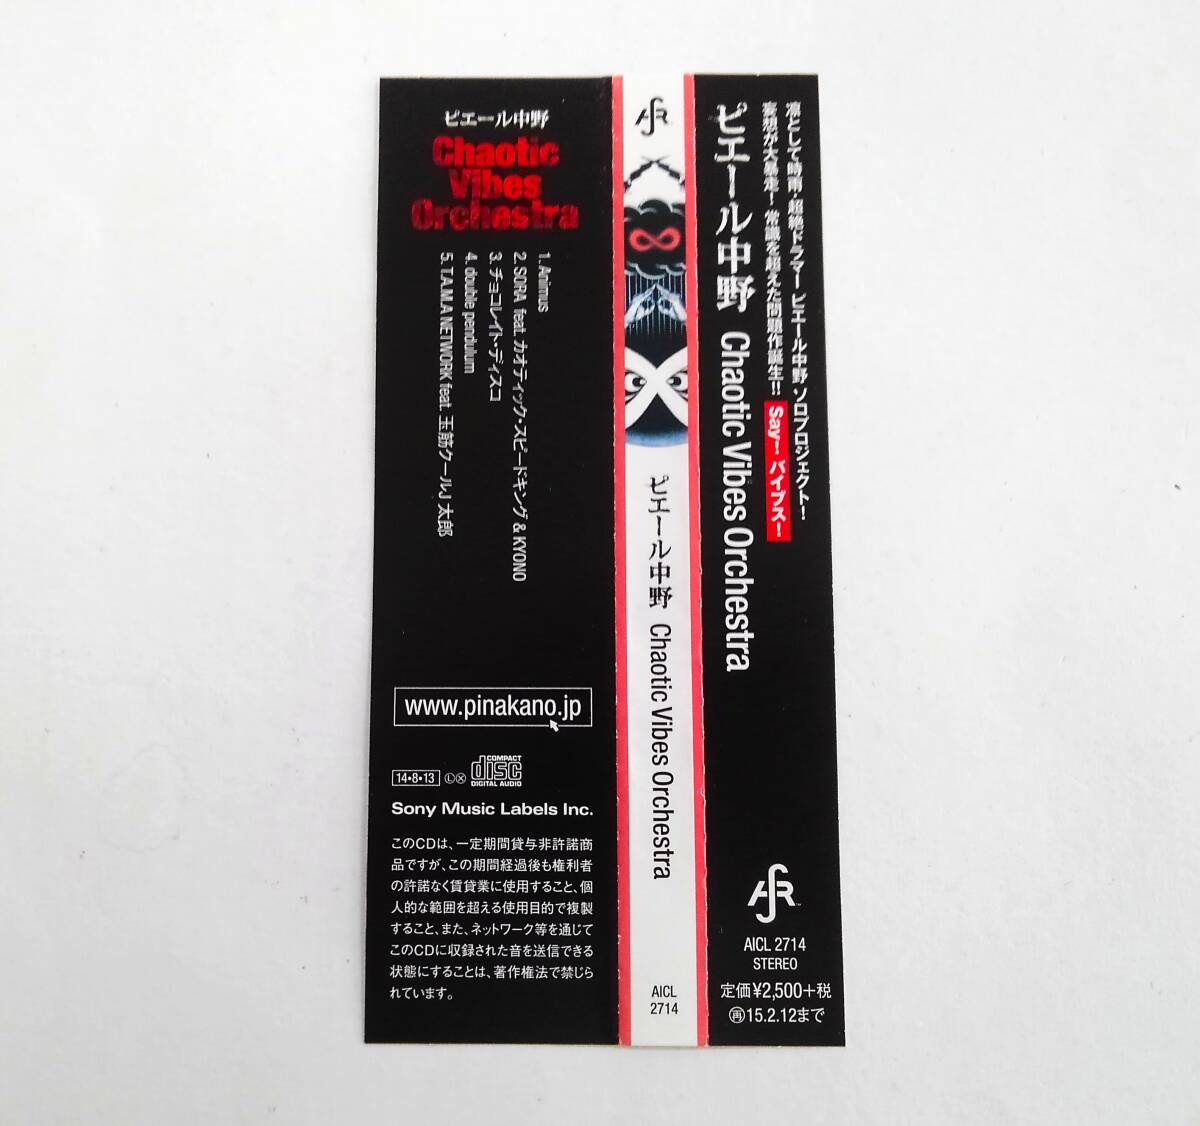 ピエール中野
Chaotic
Vibes
Orchestra
1. Animus
2. SORA feat. カオティック・スピードキング & KYONO
3. チョコレイト・ディスコ
4. double pendulum
5. T.A.M.A NETWORK feat. 玉筋クールJ太郎
www.pinakano.jp
14•8•13 Ⓛ
COMPACT
disc
DIGITAL AUDIO
Sony Music Labels Inc.
このCDは、一定期間貸与非許諾商
品ですが、この期間経過後も権利者
の許諾なく賃貸業に使用すること、個
人的な範囲を超える使用目的で複製
すること、また、ネットワーク等を通じて
このCDに収録された音を送信できる
状態にすることは、著作権法で禁じら
れています。
ピエール中野 Chaotic Vibes Orchestra
AICL
2714
凛として時雨・超絶ドラマー ピエール中野 ソロプロジェクト!
妄想が大暴走! 常識を超えた問題作誕生!! Say! バイブス!
ピエール中野 Chaotic Vibes Orchestra
AICL 2714
STEREO
定価¥2,500+税
㊥15.2.12まで